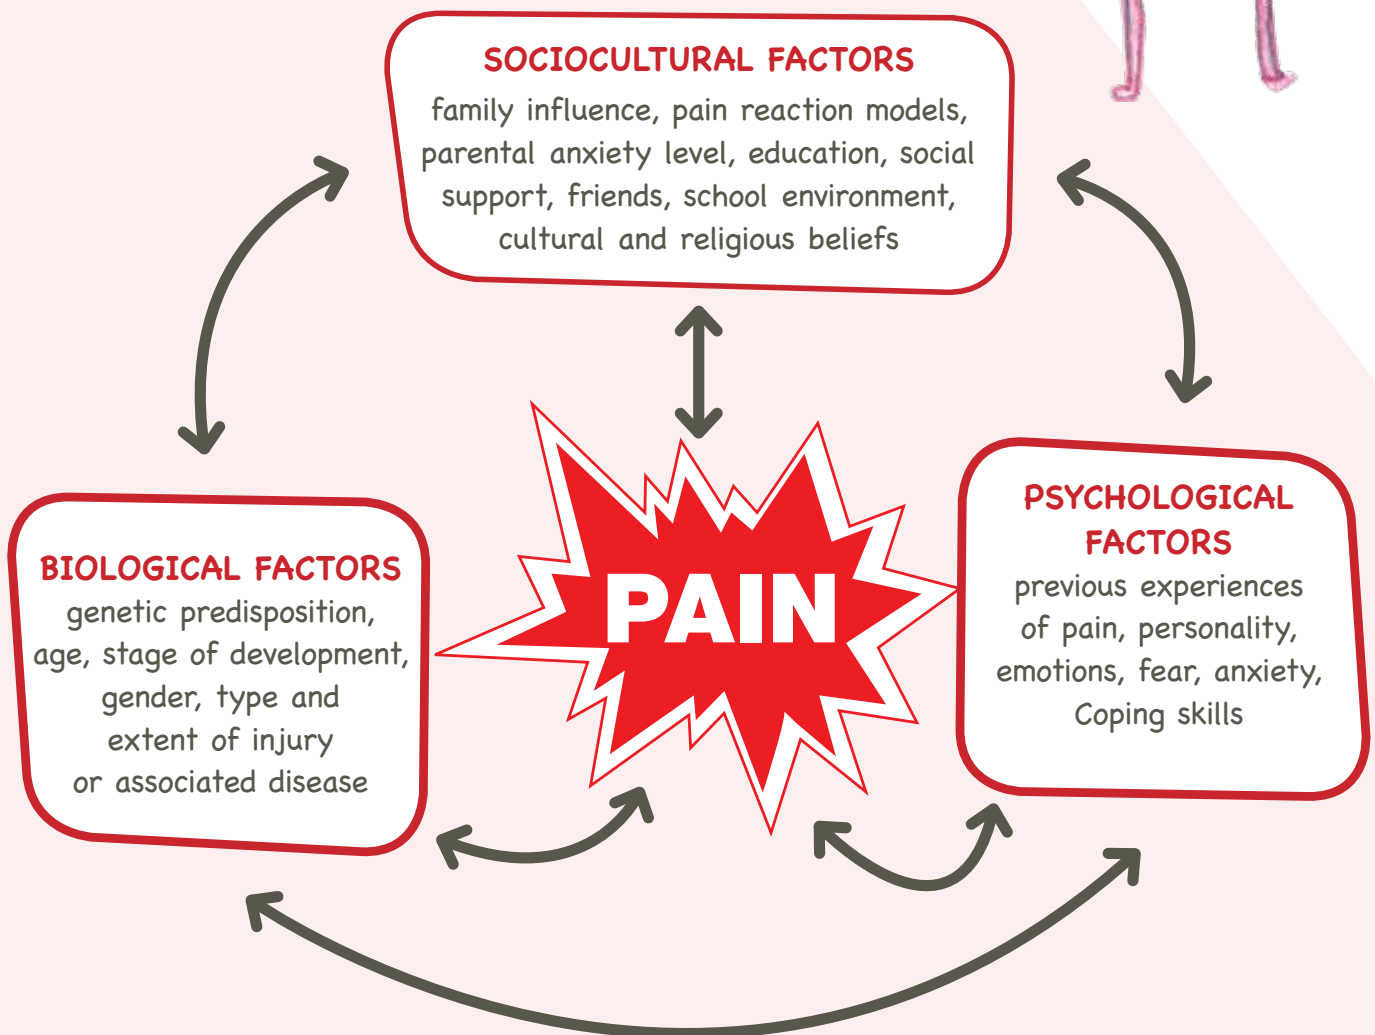 SOCIOCULTURAL FACTORS
family influence, pain reaction models,
parental anxiety level, education, social
support, friends, school environment,
cultural and religious beliefs
PAIN
BIOLOGICAL FACTORS
genetic predisposition,
age, stage of development,
gender, type and
extent of injury
or associated disease
PSYCHOLOGICAL
FACTORS
previous experiences
of pain, personality,
emotions, fear, anxiety,
Coping skills